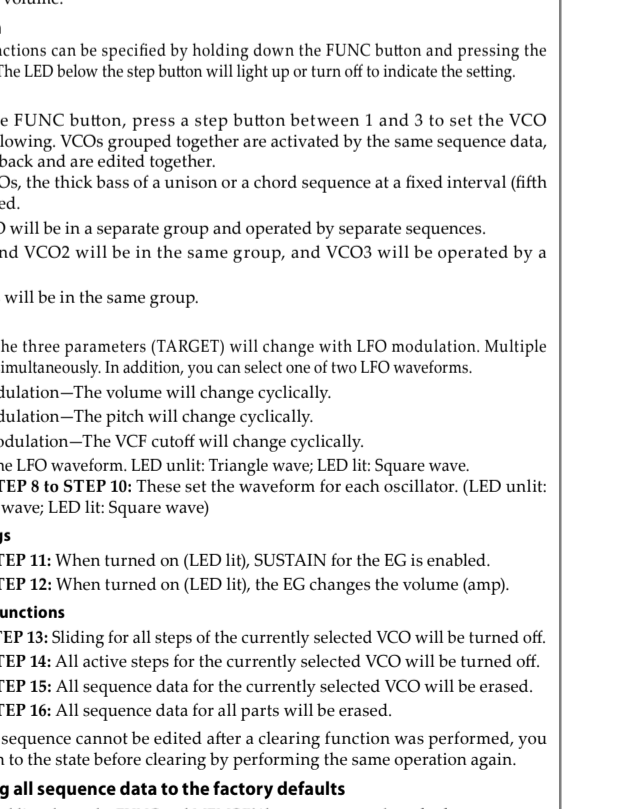 volume.
nctions can be specified by holding down the FUNC button and pressing the
The LED below the step button will light up or turn off to indicate the setting.
e FUNC button, press a step button between 1 and 3 to set the VCO
lowing. VCOs grouped together are activated by the same sequence data,
back and are edited together.
Os, the thick bass of a unison or a chord sequence at a fixed interval (fifth
ed.
O will be in a separate group and operated by separate sequences.
nd VCO2 will be in the same group, and VCO3 will be operated by a
will be in the same group.
he three parameters (TARGET) will change with LFO modulation. Multiple
imultaneously. In addition, you can select one of two LFO waveforms.
dulation—The volume will change cyclically.
dulation—The pitch will change cyclically.
odulation—The VCF cutoff will change cyclically.
he LFO waveform. LED unlit: Triangle wave; LED lit: Square wave.
TEP 8 to STEP 10: These set the waveform for each oscillator. (LED unlit:
wave; LED lit: Square wave)
gs
TEP 11: When turned on (LED lit), SUSTAIN for the EG is enabled.
TEP 12: When turned on (LED lit), the EG changes the volume (amp).
unctions
TEP 13: Sliding for all steps of the currently selected VCO will be turned off.
TEP 14: All active steps for the currently selected VCO will be turned off.
TEP 15: All sequence data for the currently selected VCO will be erased.
TEP 16: All sequence data for all parts will be erased.
sequence cannot be edited after a clearing function was performed, you
n to the state before clearing by performing the same operation again.
g all sequence data to the factory defaults